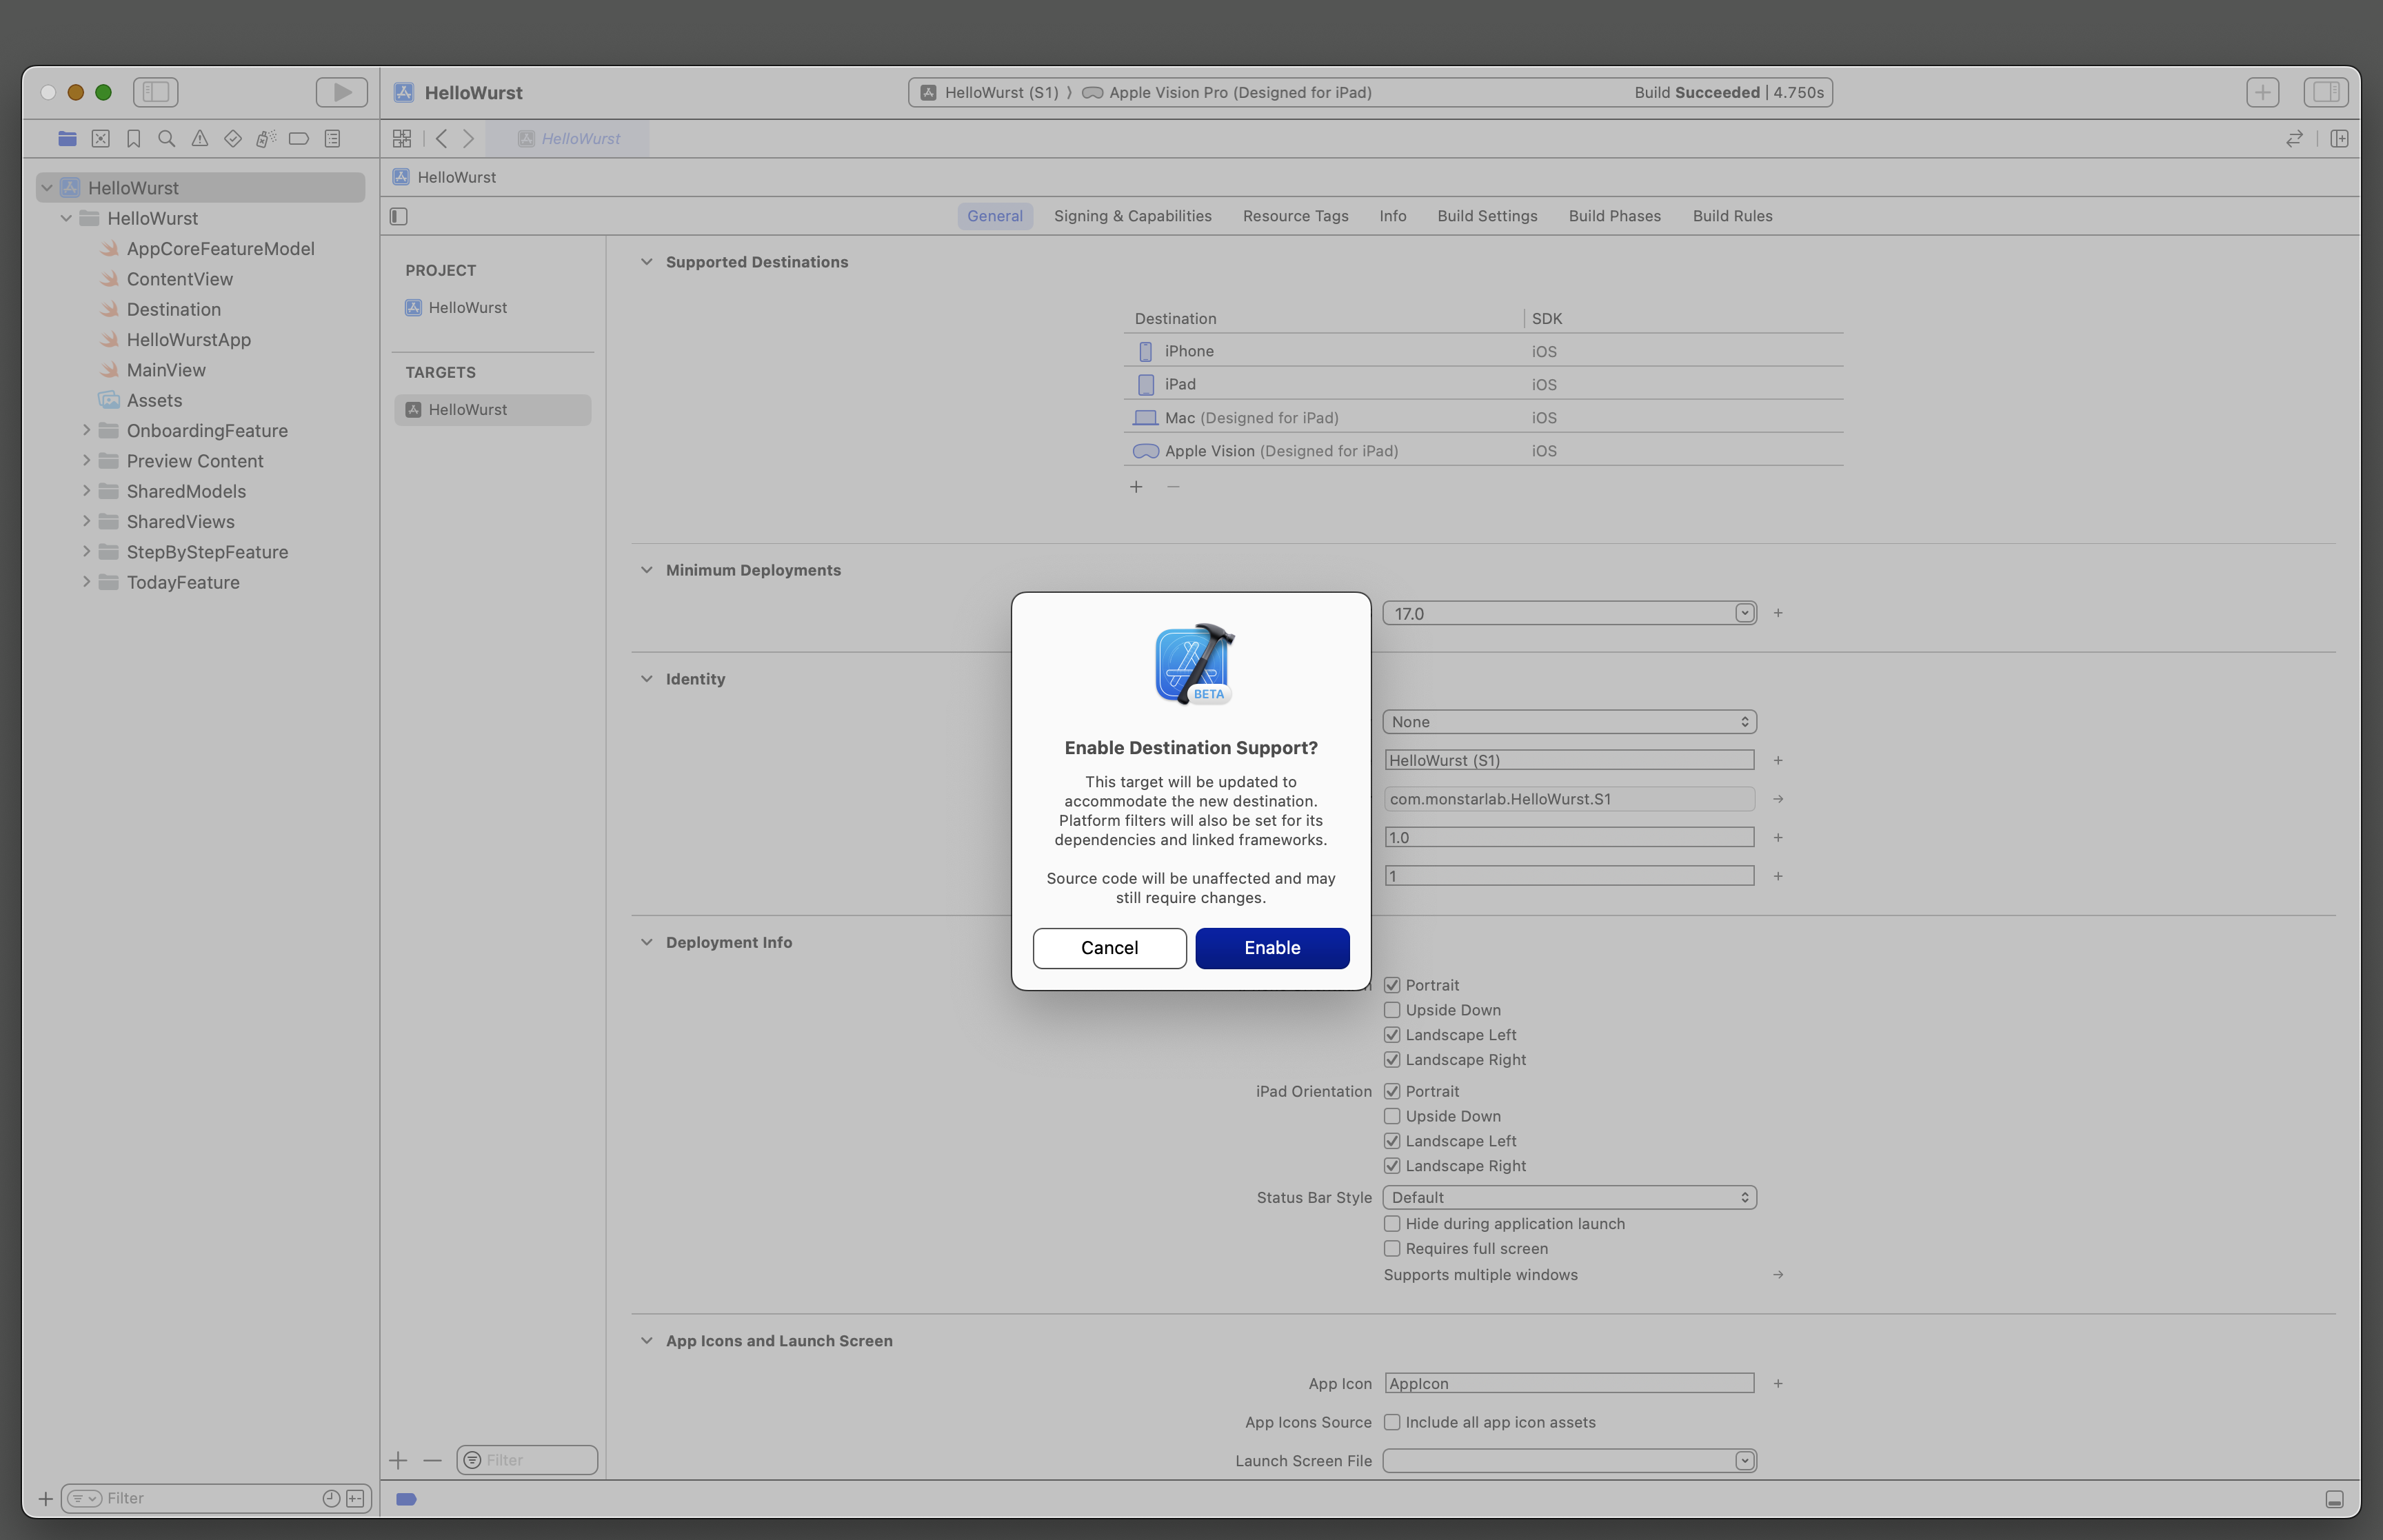 HelloWurst
HelloWurst (S1) ⟩ Apple Vision Pro (Designed for iPad)
Build Succeeded | 4.750s
HelloWurst
HelloWurst
HelloWurst
HelloWurst
AppCoreFeatureModel
ContentView
Destination
HelloWurstApp
MainView
Assets
OnboardingFeature
Preview Content
SharedModels
SharedViews
StepByStepFeature
TodayFeature
Filter
General
Signing & Capabilities
Resource Tags
Info
Build Settings
Build Phases
Build Rules
PROJECT
HelloWurst
TARGETS
HelloWurst
Filter
Supported Destinations
Destination
SDK
iPhone
iOS
iPad
iOS
Mac (Designed for iPad)
iOS
Apple Vision (Designed for iPad)
iOS
Minimum Deployments
17.0
Identity
None
HelloWurst (S1)
com.monstarlab.HelloWurst.S1
1.0
1
BETA
Enable Destination Support?
This target will be updated to
accommodate the new destination.
Platform filters will also be set for its
dependencies and linked frameworks.
Source code will be unaffected and may
still require changes.
Cancel
Enable
Deployment Info
Portrait
Upside Down
Landscape Left
Landscape Right
iPad Orientation
Portrait
Upside Down
Landscape Left
Landscape Right
Status Bar Style
Default
Hide during application launch
Requires full screen
Supports multiple windows
App Icons and Launch Screen
App Icon
AppIcon
App Icons Source
Include all app icon assets
Launch Screen File